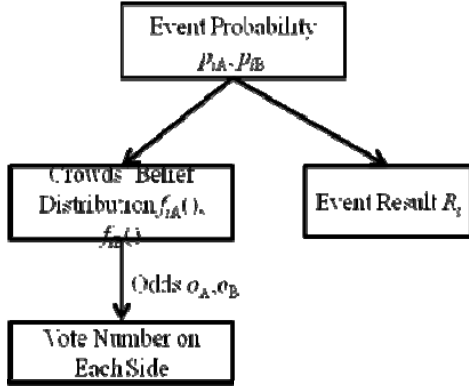 Event Probability
p_iA, p_iB
Crowds' Belief
Distribution f_iA(),
f_iB()
Event Result R_i
Odds o_A, o_B
Vote Number on
Each Side